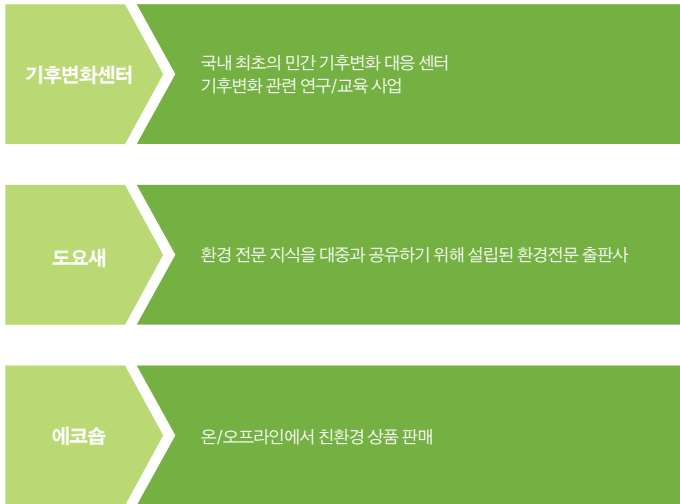 기후변화센터
국내 최초의 민간 기후변화 대응 센터
기후변화 관련 연구/교육 사업
도요새
환경 전문 지식을 대중과 공유하기 위해 설립된 환경전문 출판사
에코숍
온/오프라인에서 친환경 상품 판매